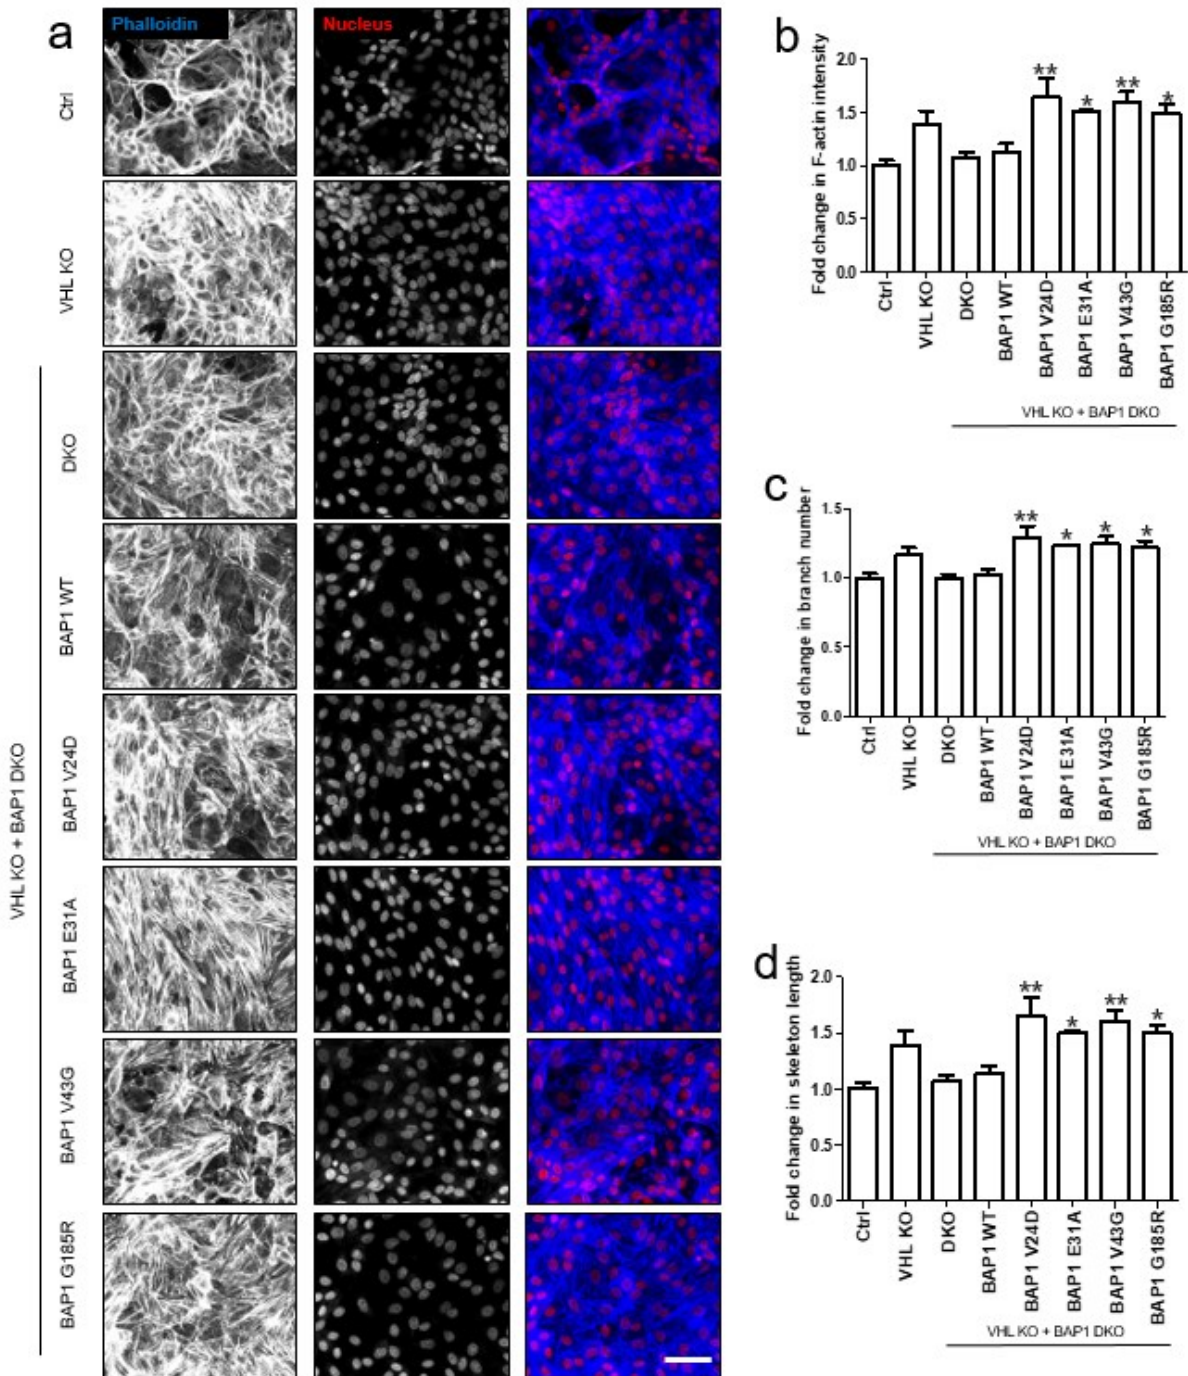 a
Phalloidin
Nucleus
Ctrl
VHL KO
DKO
BAP1 WT
BAP1 V24D
BAP1 E31A
BAP1 V43G
BAP1 G185R
VHL KO + BAP1 DKO
b
Fold change in F-actin intensity
2.0
1.5
1.0
0.5
0.0
** * ** *
Ctrl
VHL KO
DKO
BAP1 WT
BAP1 V24D
BAP1 E31A
BAP1 V43G
BAP1 G185R
VHL KO + BAP1 DKO
c
Fold change in branch number
1.5
1.0
0.5
0.0
** * * *
Ctrl
VHL KO
DKO
BAP1 WT
BAP1 V24D
BAP1 E31A
BAP1 V43G
BAP1 G185R
VHL KO + BAP1 DKO
d
Fold change in skeleton length
2.0
1.5
1.0
0.5
0.0
** * ** *
Ctrl
VHL KO
DKO
BAP1 WT
BAP1 V24D
BAP1 E31A
BAP1 V43G
BAP1 G185R
VHL KO + BAP1 DKO